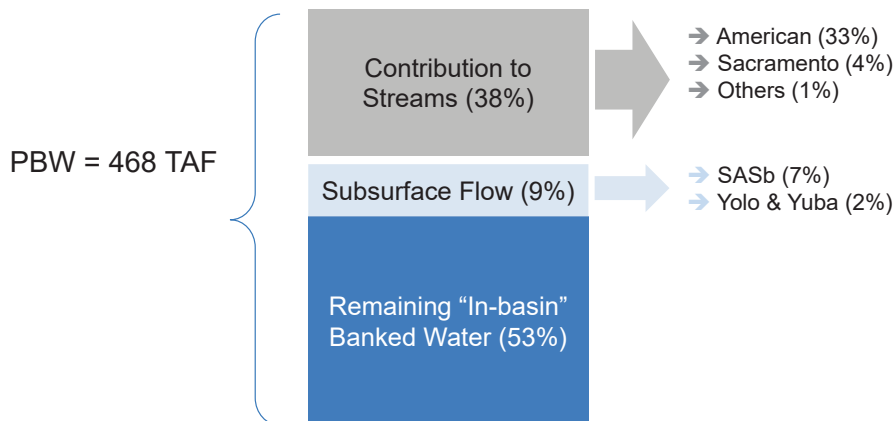 PBW = 468 TAF
Contribution to
Streams (38%)
➔ American (33%)
➔ Sacramento (4%)
➔ Others (1%)
Subsurface Flow (9%)
➔ SASb (7%)
➔ Yolo & Yuba (2%)
Remaining “In-basin”
Banked Water (53%)